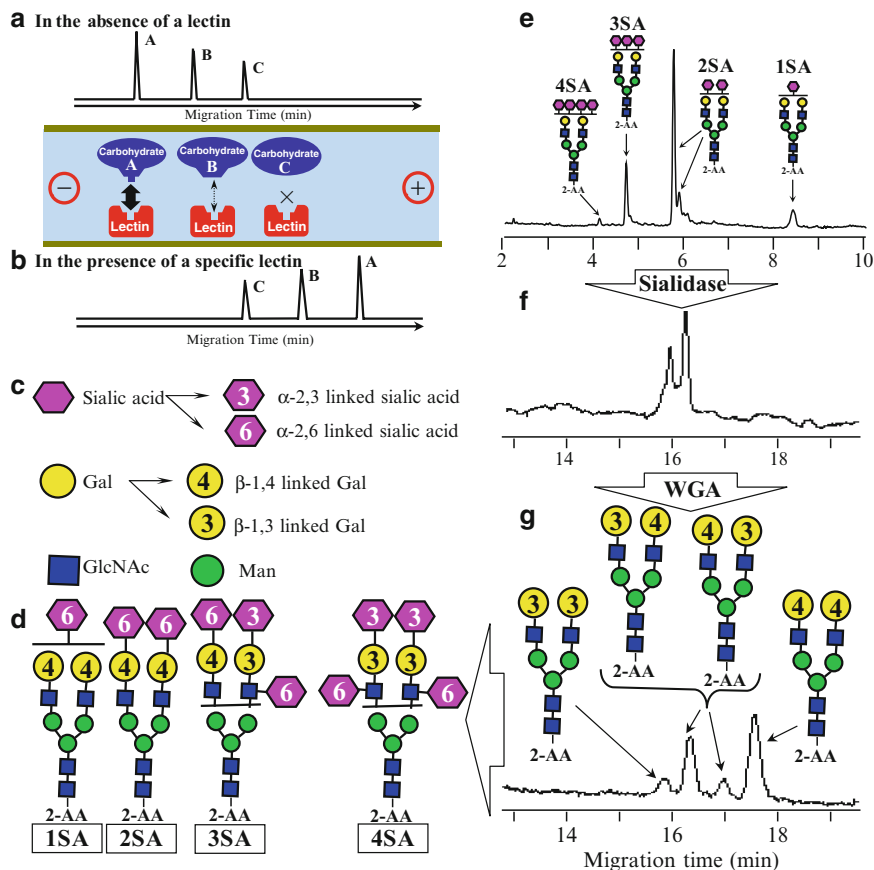 a In the absence of a lectin
A
B
C
Migration Time (min)
Carbohydrate A
Carbohydrate B
Carbohydrate C
−
×
+
Lectin
Lectin
Lectin
b In the presence of a specific lectin
C
B
A
Migration Time (min)
c
Sialic acid
3 α-2,3 linked sialic acid
6 α-2,6 linked sialic acid
Gal
4 β-1,4 linked Gal
3 β-1,3 linked Gal
GlcNAc
Man
d
6
4 4
2-AA
1SA
6 6
4 4
2-AA
2SA
6 3
4 3
6
2-AA
3SA
3 3
3 3
6 6
2-AA
4SA
e
4SA
2-AA
3SA
2-AA
2SA
2-AA
1SA
2-AA
2 4 6 8 10
Sialidase
f
14 16 18
WGA
g
3 3
2-AA
3 4
2-AA
4 3
2-AA
4 4
2-AA
14 16 18
Migration time (min)